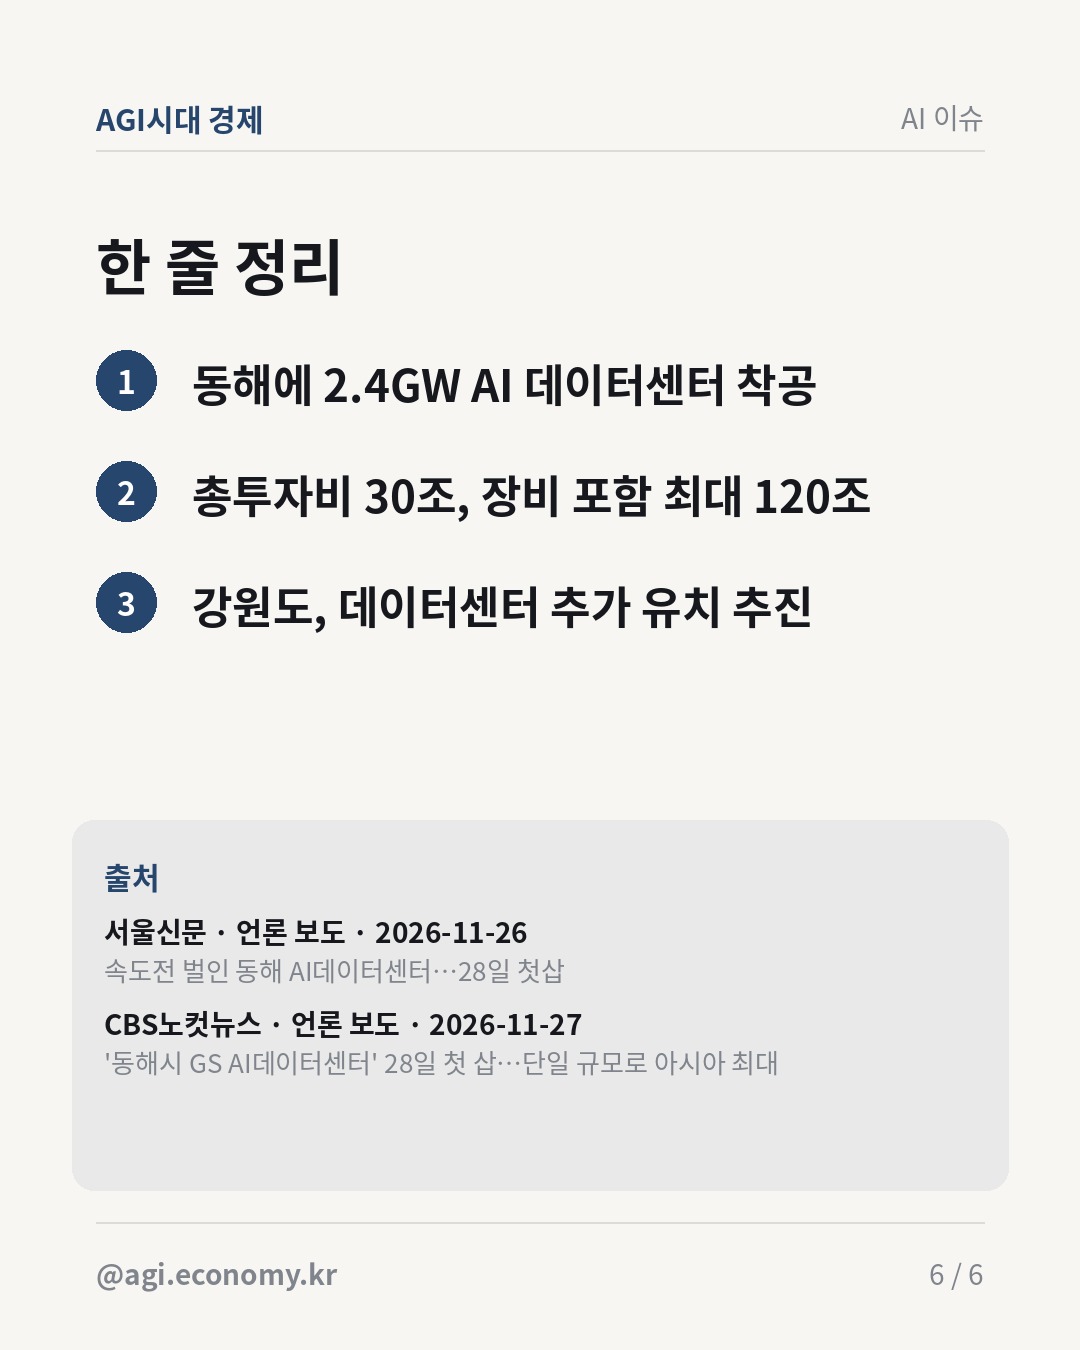 AGI시대 경제
AI 이슈
한 줄 정리
1 동해에 2.4GW AI 데이터센터 착공
2 총투자비 30조, 장비 포함 최대 120조
3 강원도, 데이터센터 추가 유치 추진
출처
서울신문 · 언론 보도 · 2026-11-26
속도전 벌인 동해 AI데이터센터…28일 첫삽
CBS노컷뉴스 · 언론 보도 · 2026-11-27
'동해시 GS AI데이터센터' 28일 첫 삽…단일 규모로 아시아 최대
@agi.economy.kr
6 / 6